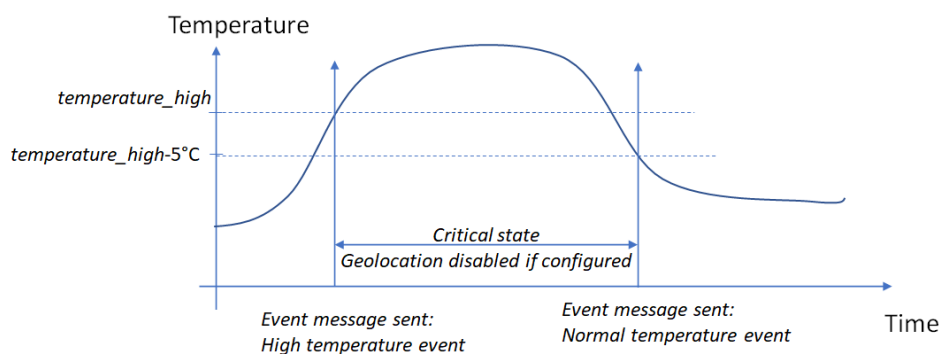 Temperature
temperature_high
temperature_high-5°C
Critical state
Geolocation disabled if configured
Event message sent:
High temperature event
Event message sent:
Normal temperature event
Time